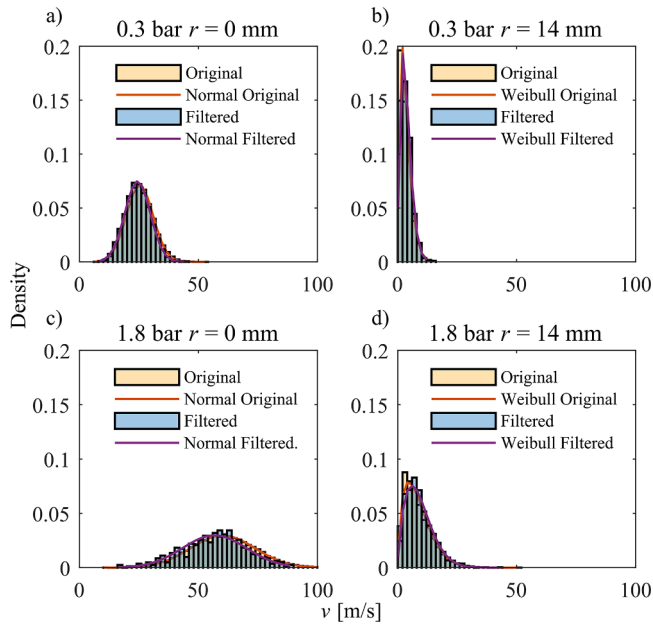 a)
0.3 bar r = 0 mm
0.2
0.15
0.1
0.05
0
0
50
100
Original
Normal Original
Filtered
Normal Filtered
b)
0.3 bar r = 14 mm
0.2
0.15
0.1
0.05
0
0
50
100
Original
Weibull Original
Filtered
Weibull Filtered
Density
c)
1.8 bar r = 0 mm
0.2
0.15
0.1
0.05
0
0
50
100
Original
Normal Original
Filtered
Normal Filtered.
d)
1.8 bar r = 14 mm
0.2
0.15
0.1
0.05
0
0
50
100
Original
Weibull Original
Filtered
Weibull Filtered
v [m/s]